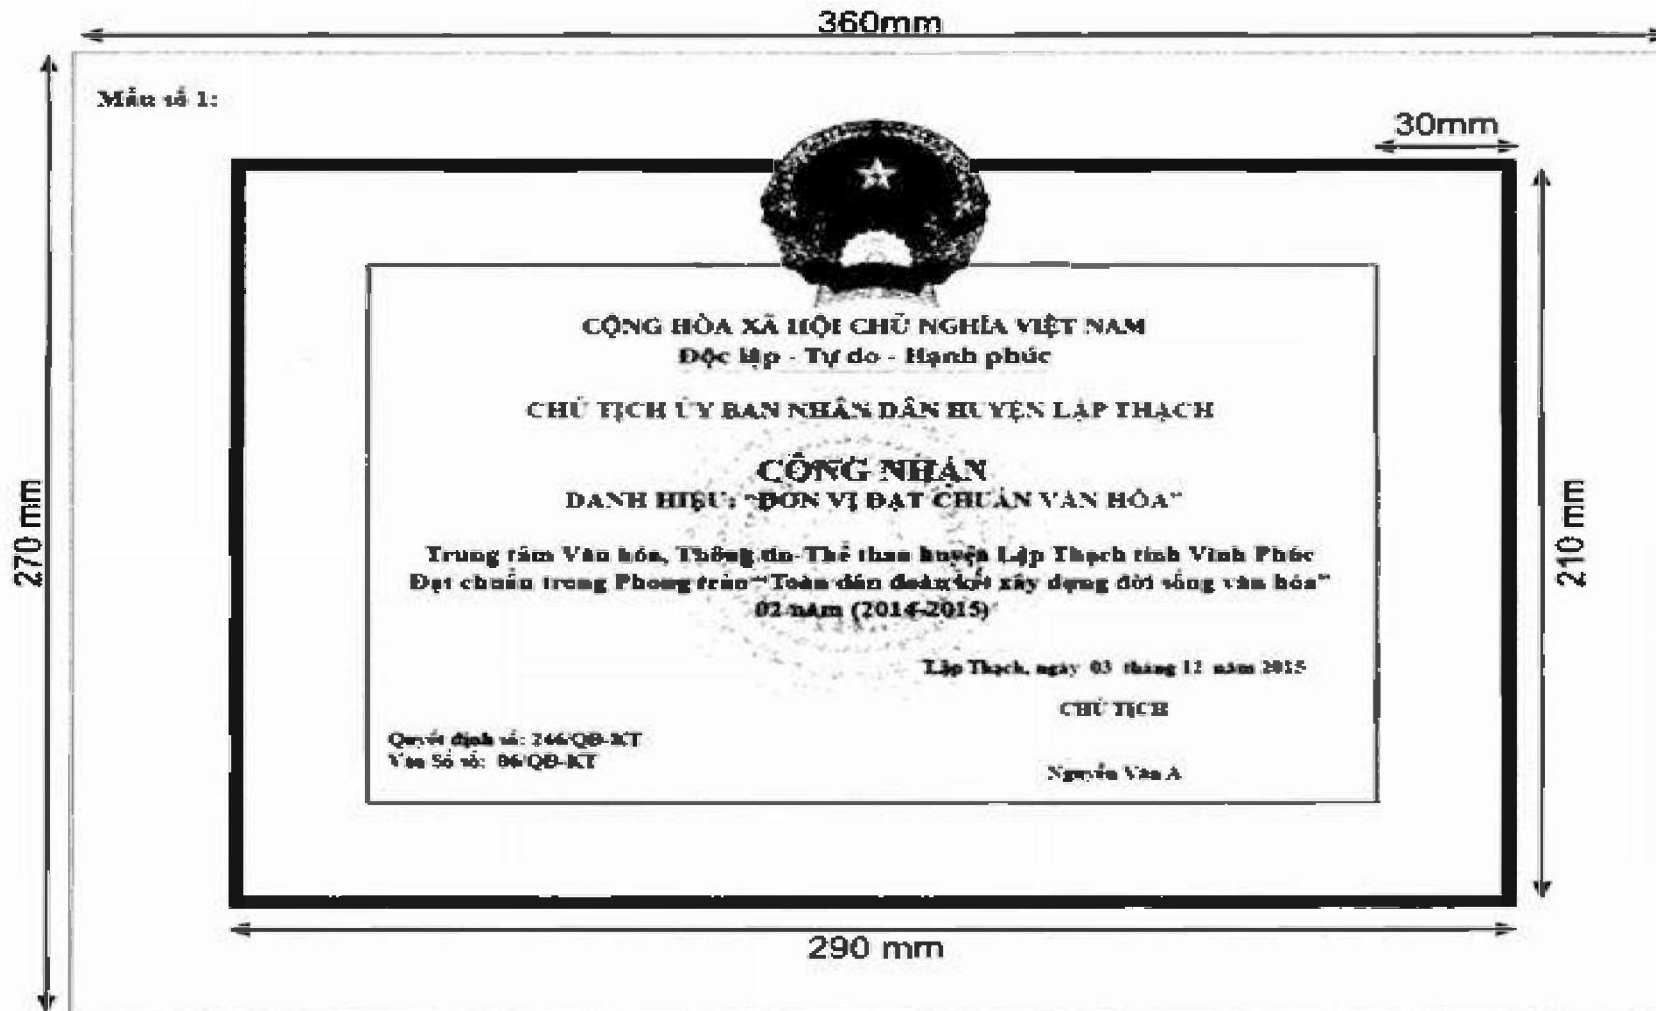 360mm
Mẫu số 1:
30mm
CỘNG HÒA XÃ HỘI CHỦ NGHĨA VIỆT NAM
Độc lập - Tự do - Hạnh phúc
CHỦ TỊCH ỦY BAN NHÂN DÂN HUYỆN LẬP THẠCH
CÔNG NHẬN
DANH HIỆU: "ĐƠN VỊ ĐẠT CHUẨN VĂN HÓA"
270 mm
210 mm
Trung tâm Văn hóa, Thông tin-Thể thao huyện Lập Thạch tỉnh Vĩnh Phúc
Đạt chuẩn trong Phong trào "Toàn dân đoàn kết xây dựng đời sống văn hóa"
02 năm (2014-2015)
Lập Thạch, ngày 03 tháng 12 năm 2015
CHỦ TỊCH
Quyết định số: 246/QĐ-KT
Vào Sổ số: 06/QĐ-KT
Nguyễn Văn A
290 mm